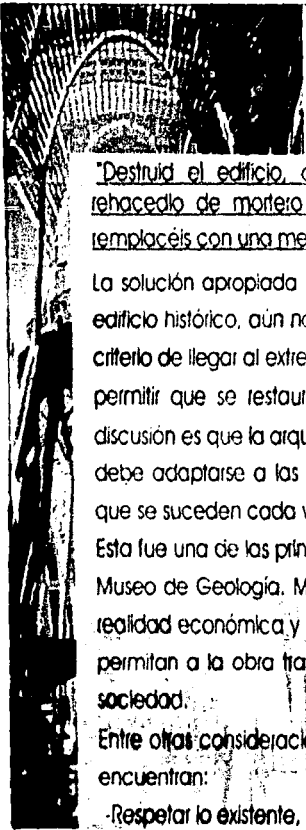 "Destruid el edificio,
rehacedlo de mortero
remplacéis con una me
La solución apropiada
edificio histórico, aún no
criterio de llegar al extre
permitir que se restaur
discusión es que la arqu
debe adaptarse a las
que se suceden cada v
Esta fue una de las prin
Museo de Geología. M
realidad económica y
permitan a la obra tra
sociedad.
Entre otras consideracio
encuentran:
-Respetar lo existente,